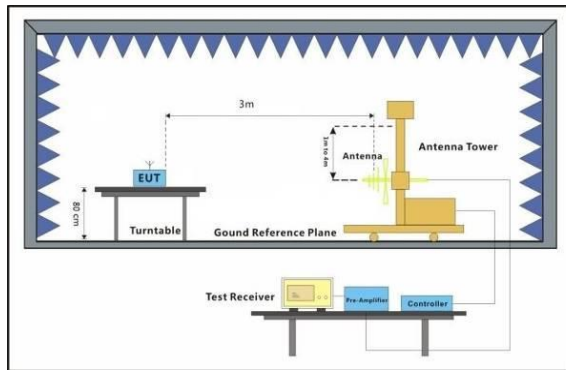 3m
1m to 4m
Antenna
Antenna Tower
EUT
80 cm
Turntable
Gound Reference Plane
Test Receiver
Pre-Amplifier
Controller